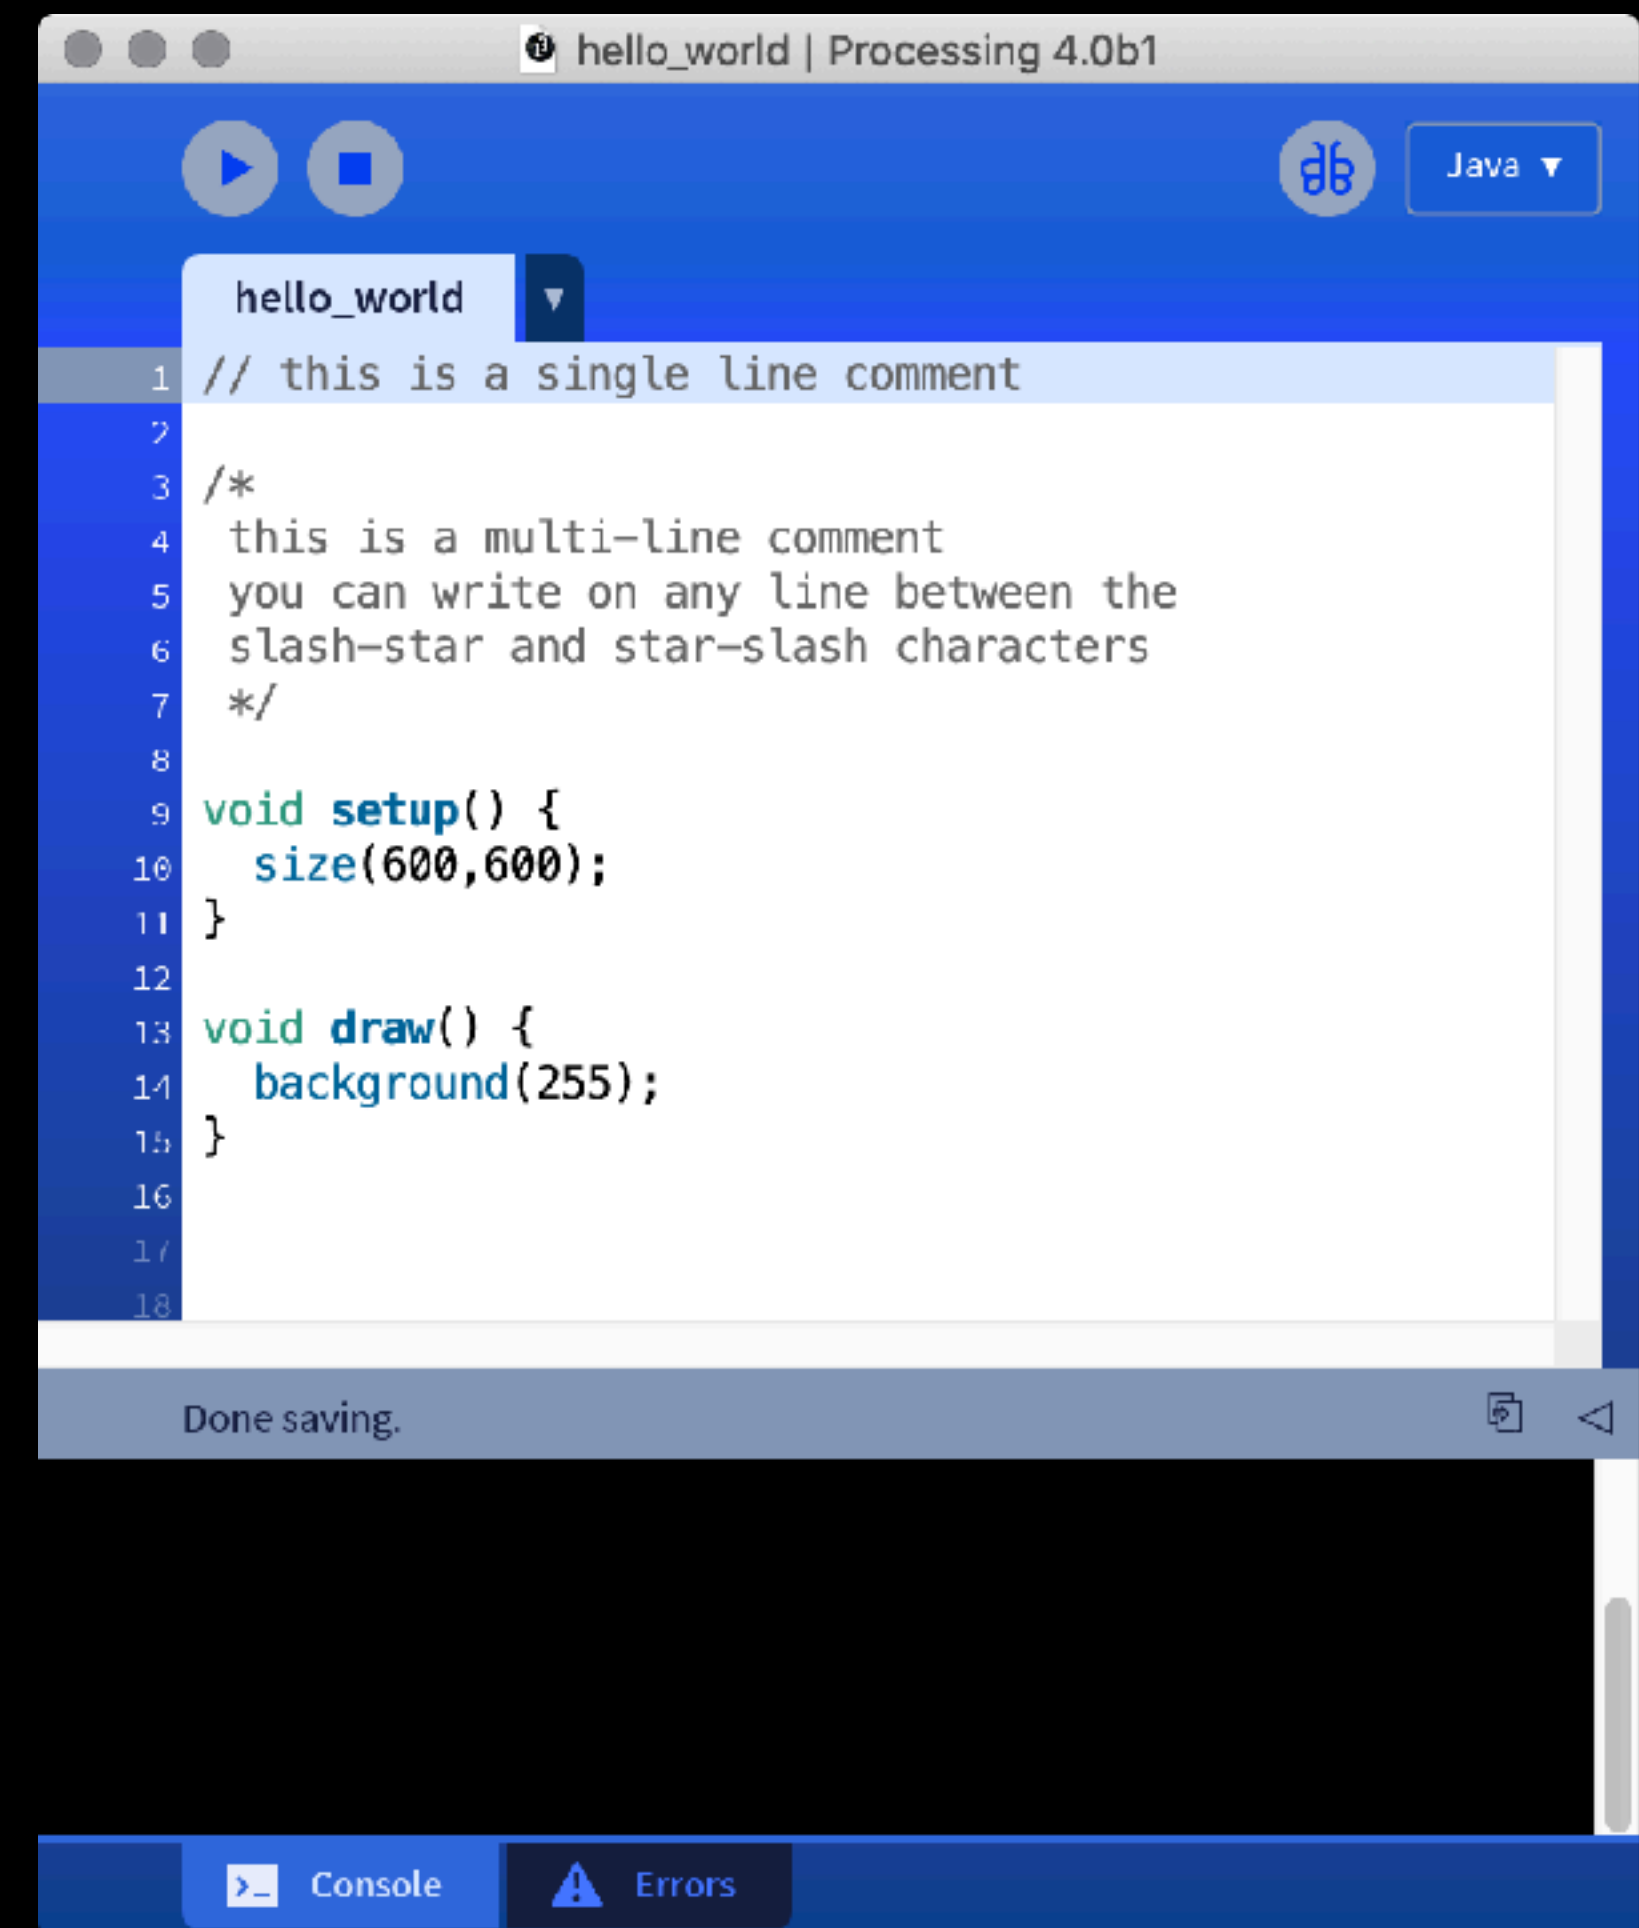 hello_world | Processing 4.0b1
Java ▼
hello_world ▼
1 // this is a single line comment
2
3 /*
4 this is a multi-line comment
5 you can write on any line between the
6 slash-star and star-slash characters
7 */
8
9 void setup() {
10   size(600,600);
11 }
12
13 void draw() {
14   background(255);
15 }
16
17
18
Done saving.
Console Errors